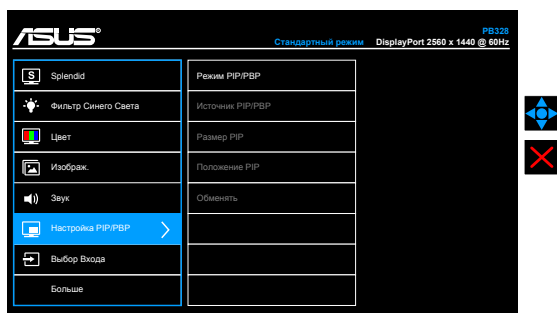 ASUS
PB328
Стандартный режим DisplayPort 2560 x 1440 @ 60Hz
S Splendid
Режим PIP/PBP
Фильтр Синего Света
Источник PIP/PBP
Цвет
Размер PIP
Изображ.
Положение PIP
Звук
Обменять
Настройка PIP/PBP
Выбор Входа
Больше